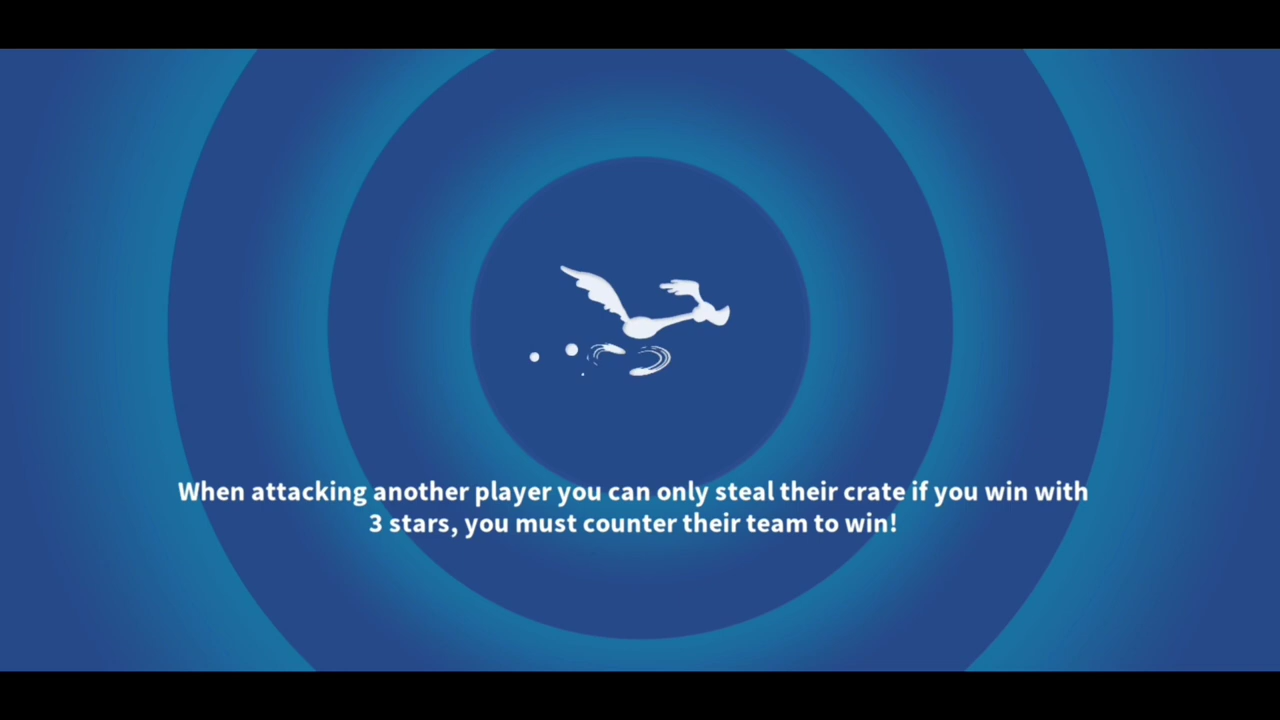 When attacking another player you can only steal their crate if you win with
3 stars, you must counter their team to win!